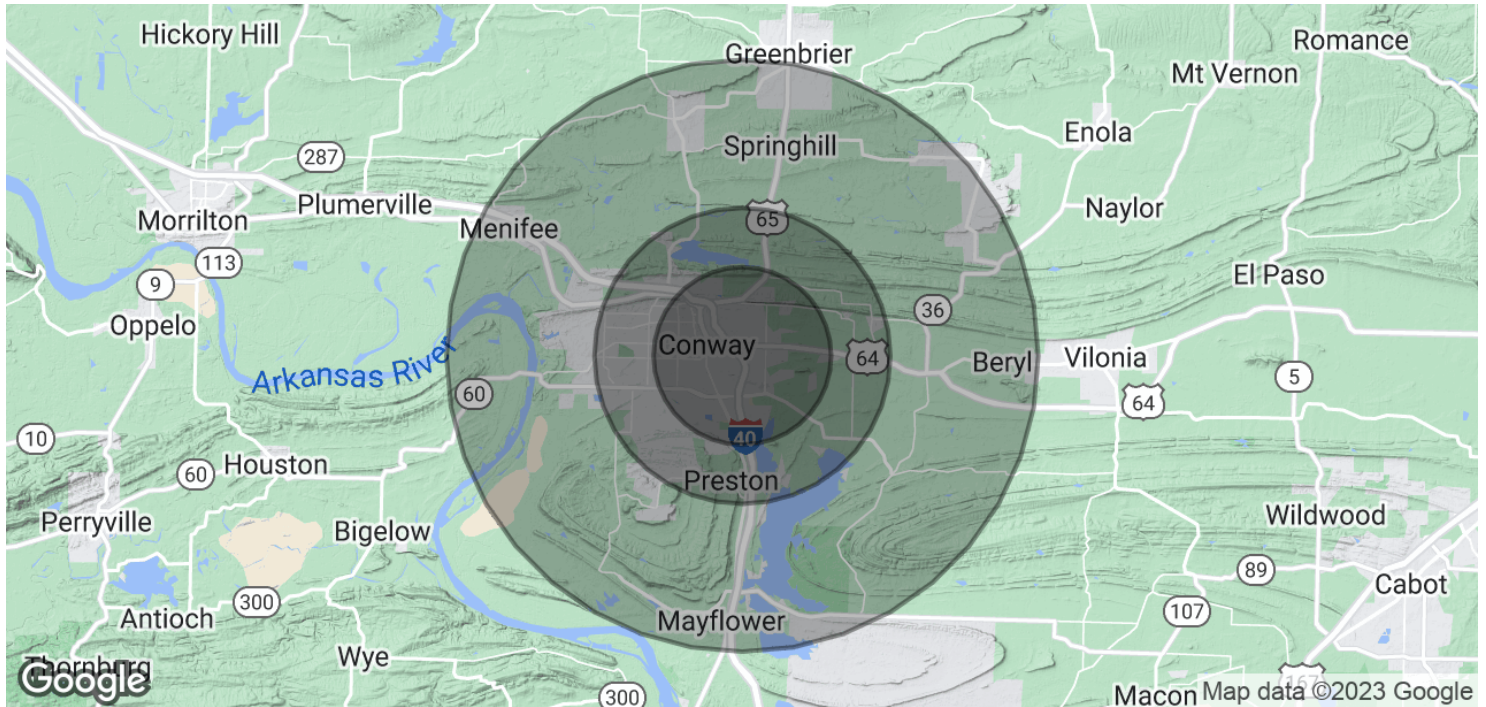 Hickory Hill
Greenbrier
Romance
Mt Vernon
Enola
Springhill
287
Plumerville
Morrilton
Menifee
65
Naylor
113
9
El Paso
Oppelo
36
Conway
64
Beryl
Vilonia
Arkansas River
60
5
64
10
40
Houston
60
Preston
Perryville
Bigelow
Wildwood
89
Cabot
300
107
Antioch
Mayflower
Wye
Thornburg
Google
300
167
Macon
Map data ©2023 Google